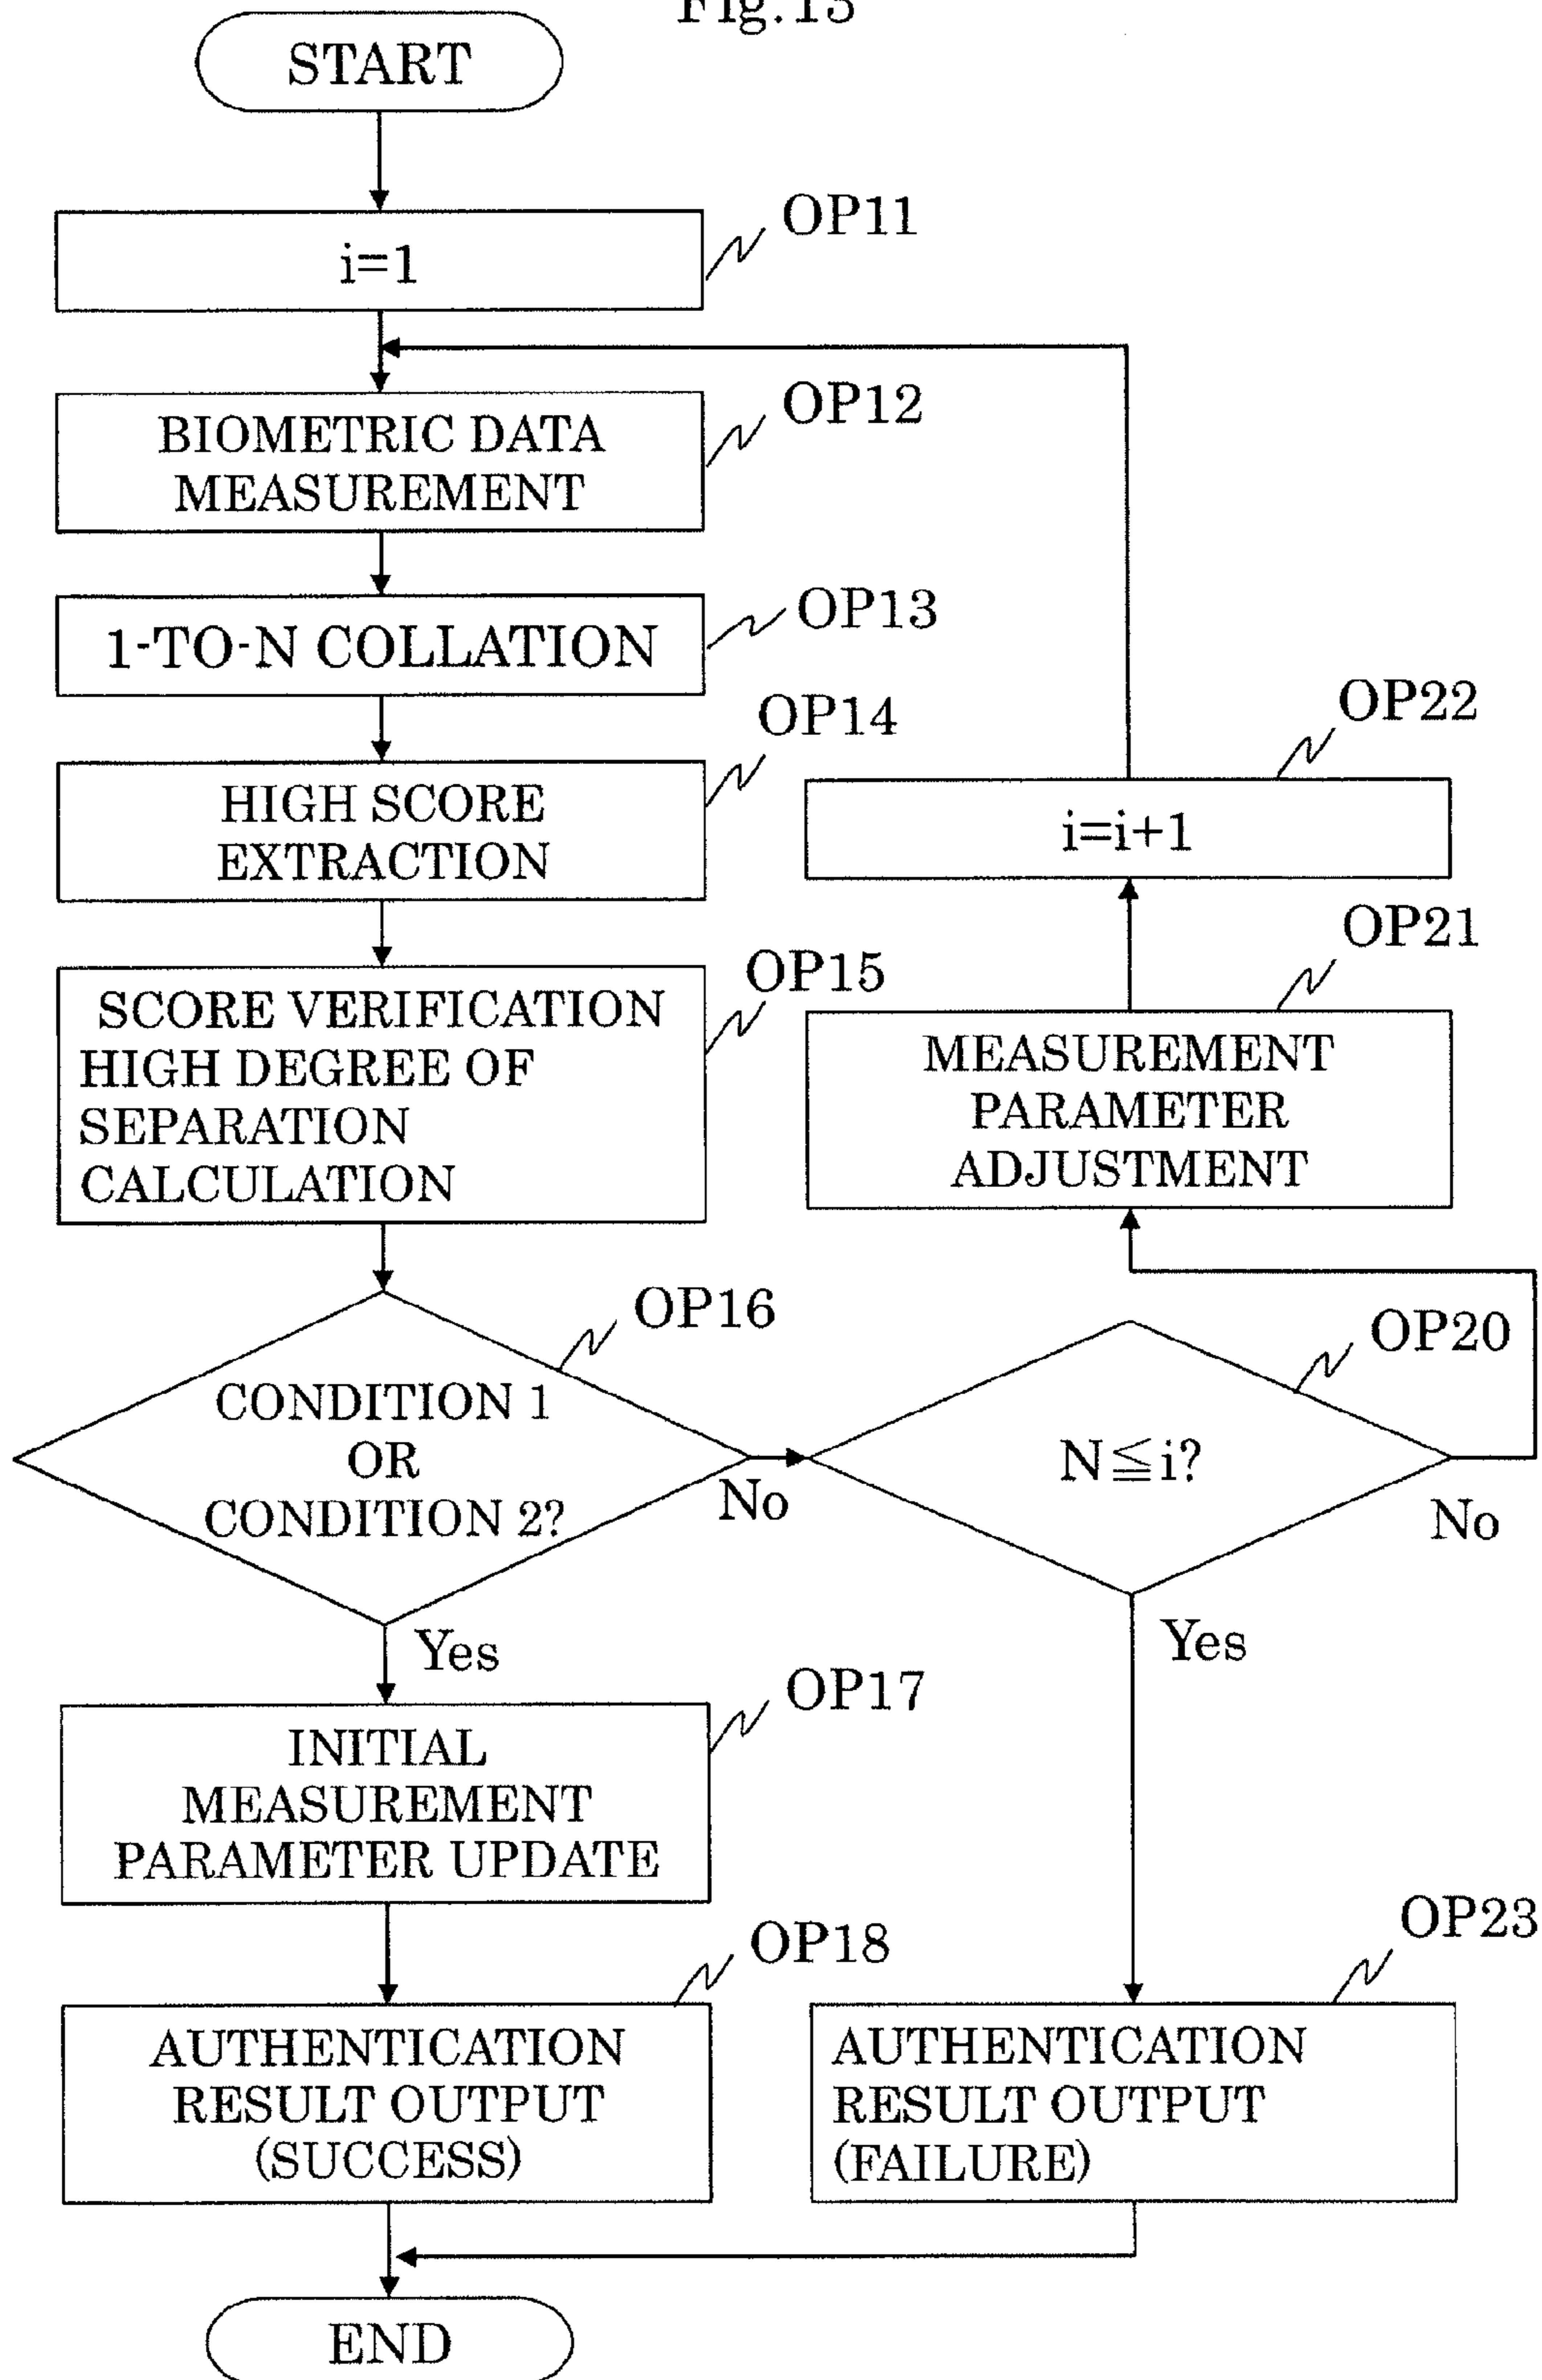 Fig.13
START
OP11
i=1
OP12
BIOMETRIC DATA
MEASUREMENT
OP13
1-TO-N COLLATION
OP14
HIGH SCORE
EXTRACTION
OP15
SCORE VERIFICATION
HIGH DEGREE OF
SEPARATION
CALCULATION
OP16
CONDITION 1
OR
CONDITION 2?
No
Yes
OP17
INITIAL
MEASUREMENT
PARAMETER UPDATE
OP18
AUTHENTICATION
RESULT OUTPUT
(SUCCESS)
OP22
i=i+1
OP21
MEASUREMENT
PARAMETER
ADJUSTMENT
OP20
N≦i?
No
Yes
OP23
AUTHENTICATION
RESULT OUTPUT
(FAILURE)
END